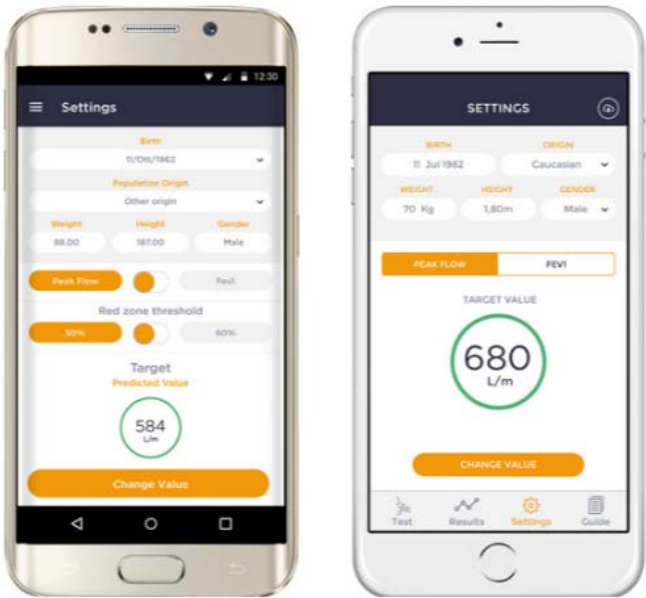 12:30
Settings
Birth
11/Ott/1962
Population Origin
Other origin
Weight Height Gender
88.00 187.00 Male
Peak Flow Fev1
Red zone threshold
50% 60%
Target
Predicted Value
584
L/m
Change Value
SETTINGS
BIRTH ORIGIN
11 Jul 1982 Caucasian
WEIGHT HEIGHT GENDER
70 Kg 1,80m Male
PEAK FLOW FEV1
TARGET VALUE
680
L/m
CHANGE VALUE
Test Results Settings Guide